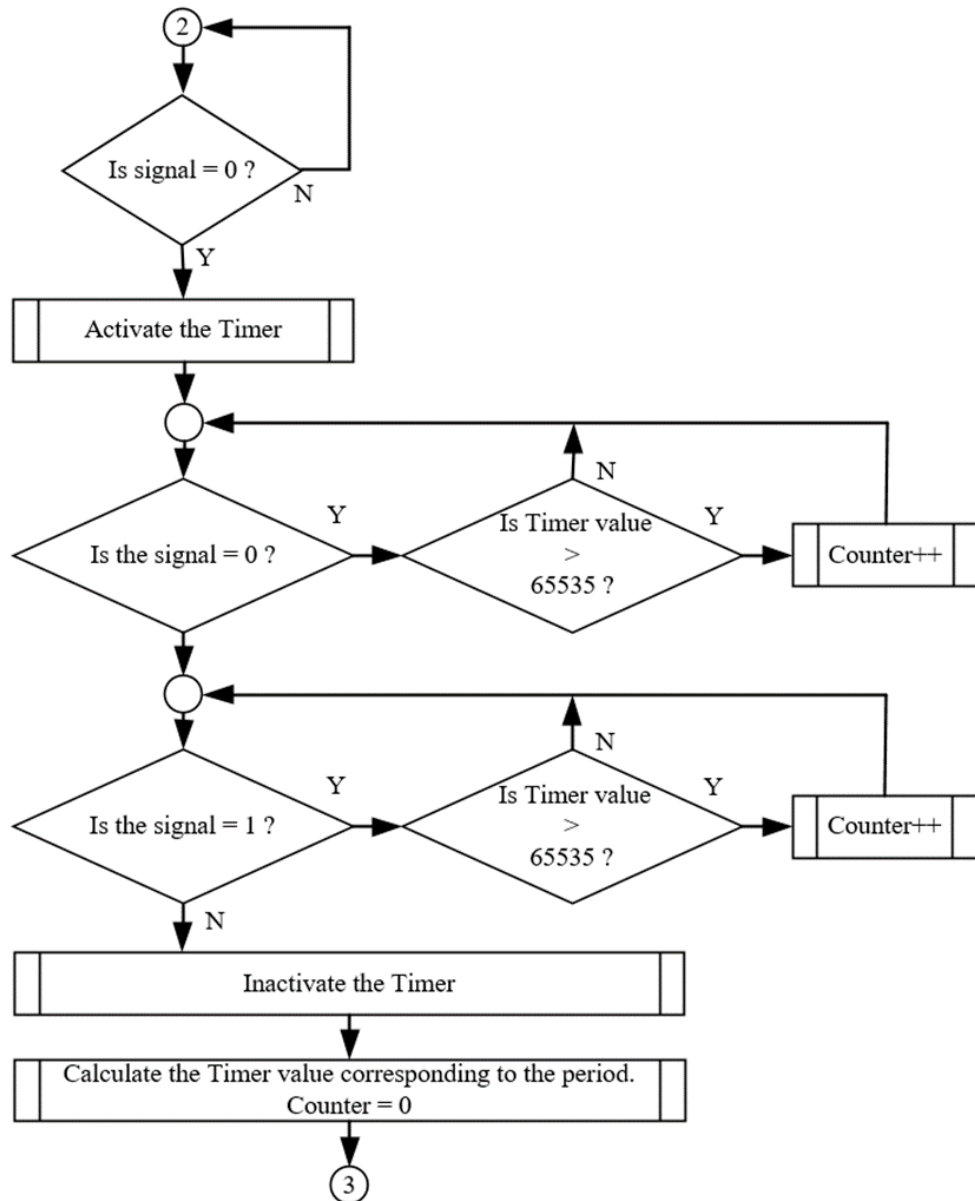 2
Is signal = 0 ?
N
Y
Activate the Timer
N
Y
Is Timer value
Y
Is the signal = 0 ?
>
Counter++
65535 ?
N
Y
Is Timer value
Y
Is the signal = 1 ?
>
Counter++
65535 ?
N
Inactivate the Timer
Calculate the Timer value corresponding to the period.
Counter = 0
3